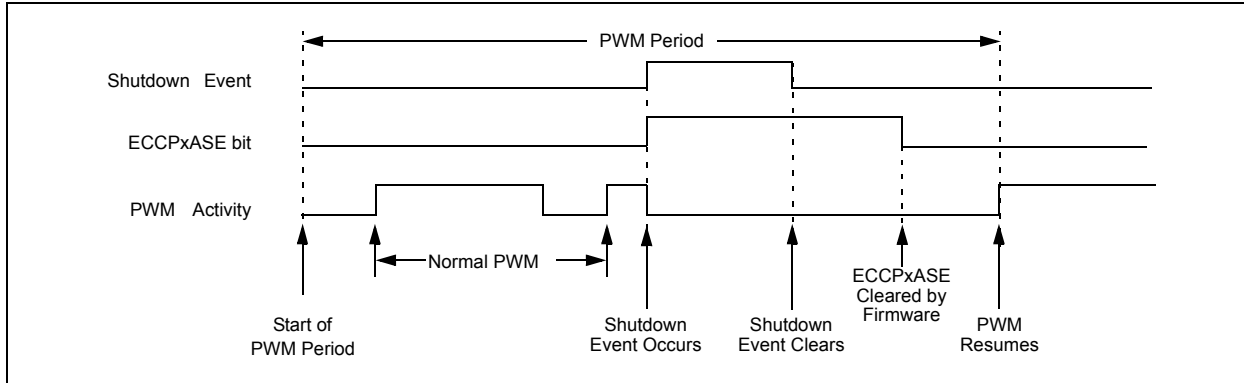 PWM Period
Shutdown Event
ECCPxASE bit
PWM Activity
Normal PWM
Start of
PWM Period
Shutdown
Event Occurs
Shutdown
Event Clears
ECCPxASE
Cleared by
Firmware
PWM
Resumes